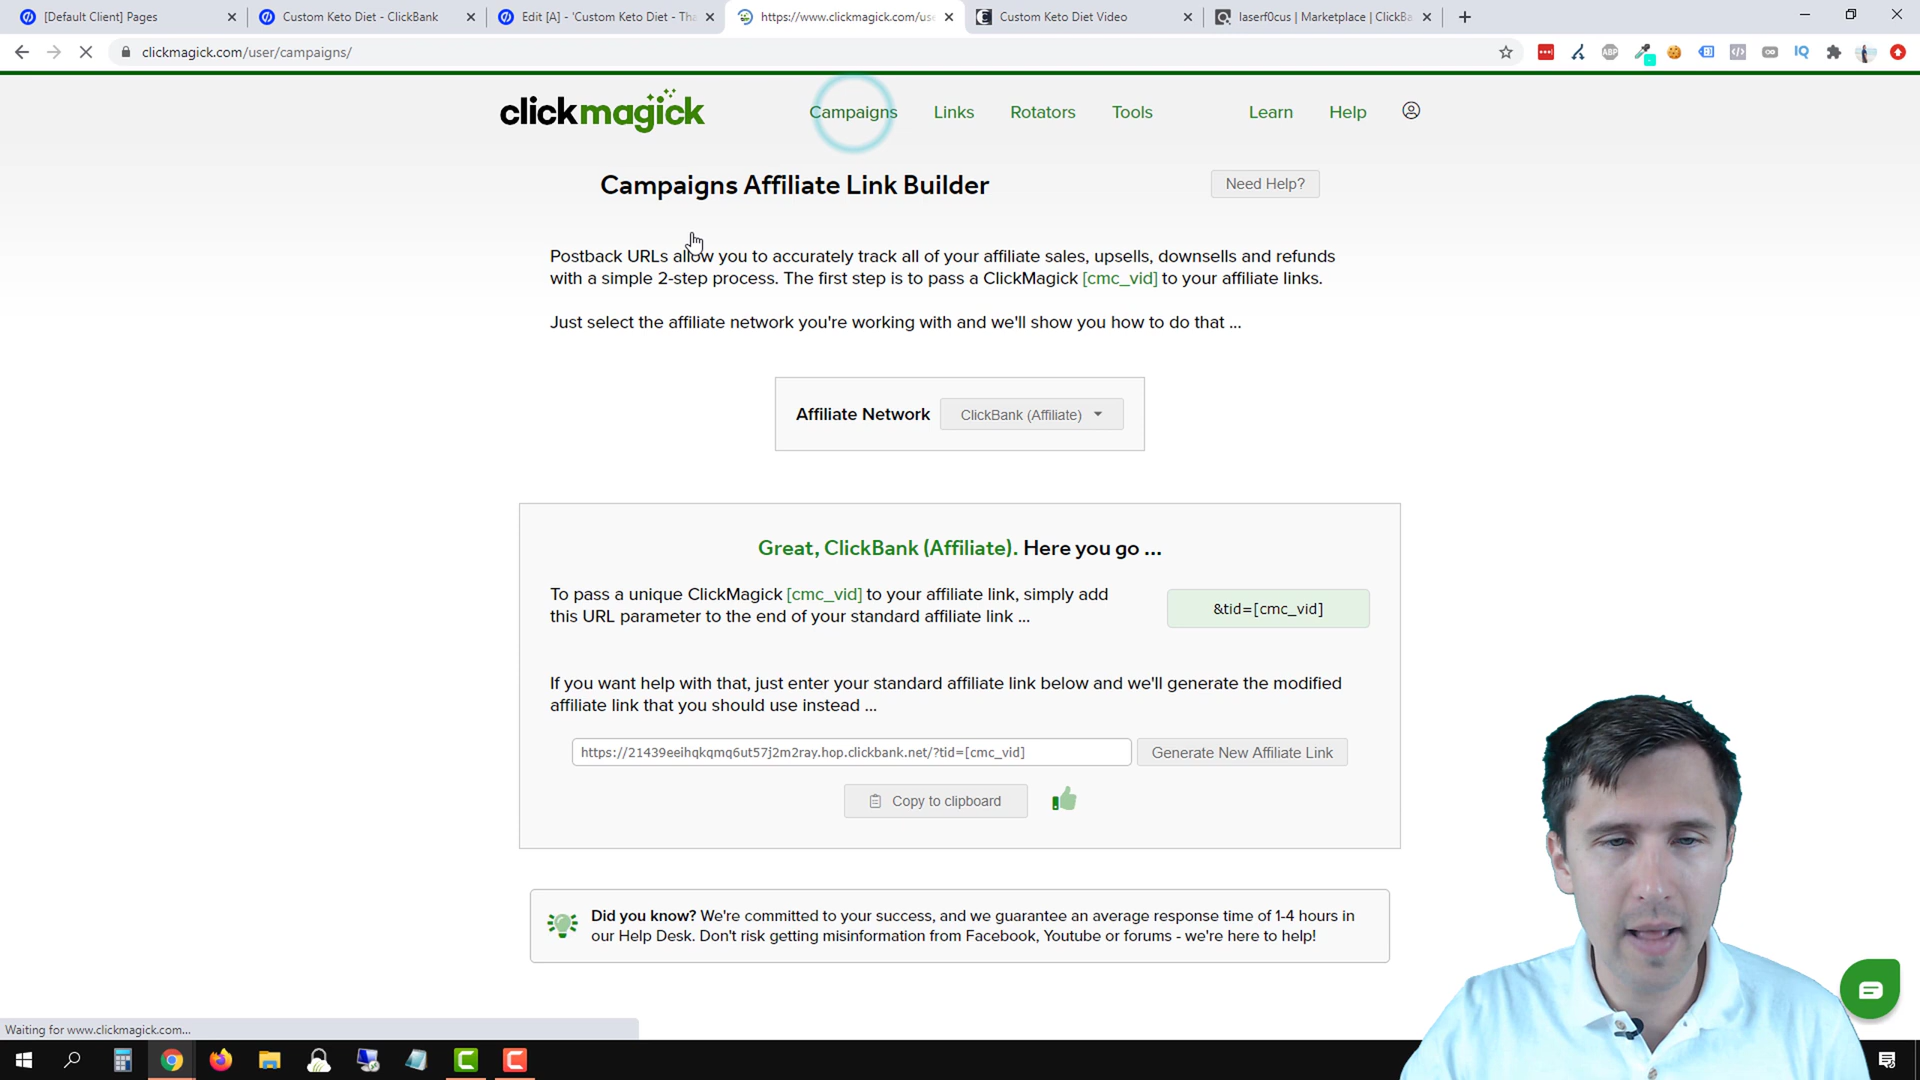 [Default Client] Pages
Custom Keto Diet - ClickBank
Edit [A] - 'Custom Keto Diet - Tha
https://www.clickmagick.com/use
Custom Keto Diet Video
laserf0cus | Marketplace | ClickBa
clickmagick.com/user/campaigns/
clickmagick
Campaigns
Links
Rotators
Tools
Learn
Help
Campaigns Affiliate Link Builder
Need Help?
Postback URLs allow you to accurately track all of your affiliate sales, upsells, downsells and refunds
with a simple 2-step process. The first step is to pass a ClickMagick [cmc_vid] to your affiliate links.
Just select the affiliate network you're working with and we'll show you how to do that ...
Affiliate Network
ClickBank (Affiliate)
Great, ClickBank (Affiliate). Here you go ...
To pass a unique ClickMagick [cmc_vid] to your affiliate link, simply add
this URL parameter to the end of your standard affiliate link ...
&tid=[cmc_vid]
If you want help with that, just enter your standard affiliate link below and we'll generate the modified
affiliate link that you should use instead ...
https://21439eeihqkqmq6ut57j2m2ray.hop.clickbank.net/?tid=[cmc_vid]
Generate New Affiliate Link
Copy to clipboard
Did you know? We're committed to your success, and we guarantee an average response time of 1-4 hours in
our Help Desk. Don't risk getting misinformation from Facebook, Youtube or forums - we're here to help!
Waiting for www.clickmagick.com...